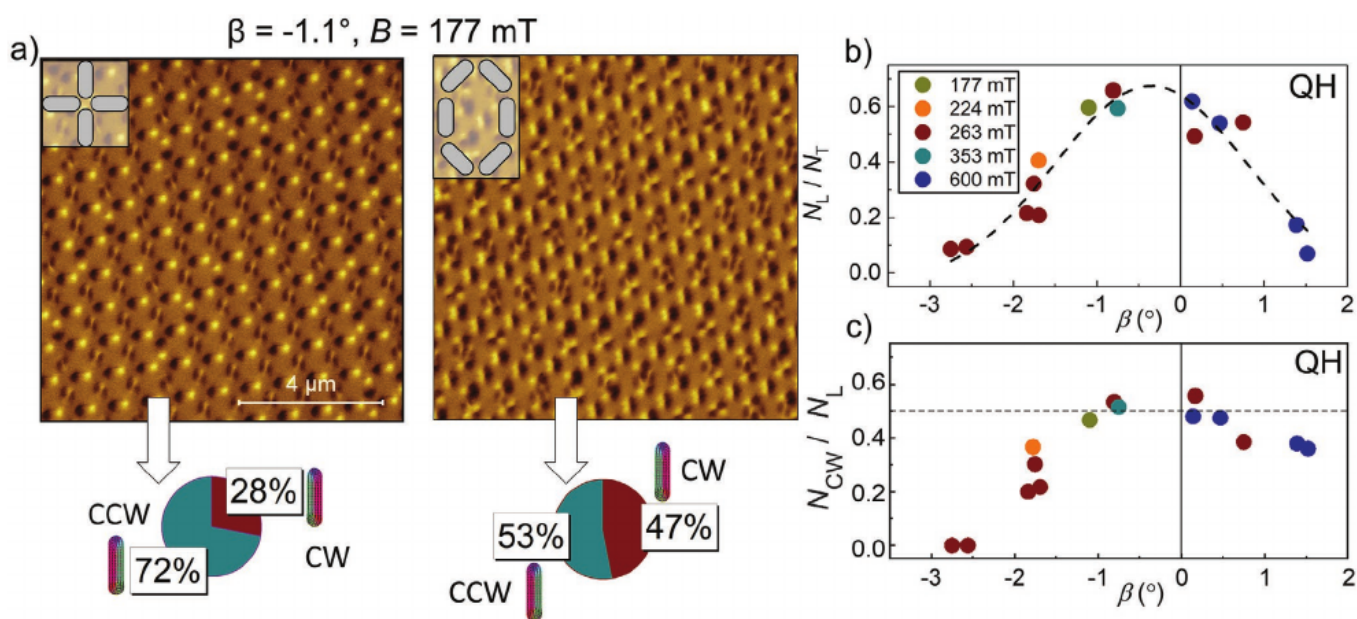 β = -1.1°, B = 177 mT
a)
4 µm
CCW
28%
72%
CW
CW
53%
47%
CCW
b)
QH
177 mT
224 mT
263 mT
353 mT
600 mT
N_L / N_T
0.6
0.4
0.2
0.0
-3 -2 -1 0 1 2
β (°)
c)
QH
N_CW / N_L
0.6
0.4
0.2
0.0
-3 -2 -1 0 1 2
β (°)